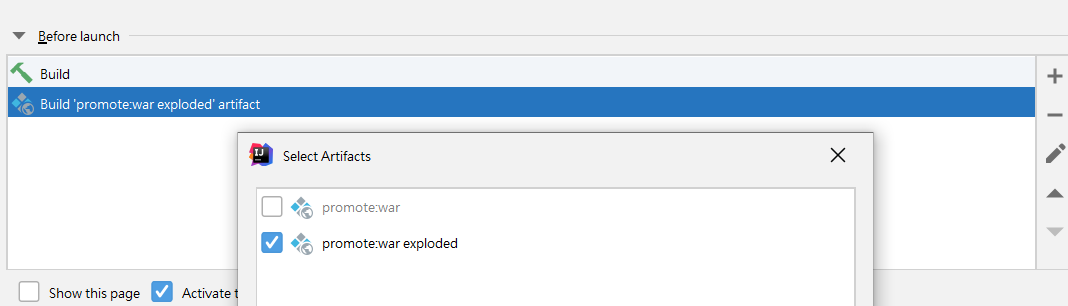 Before launch
Build
Build 'promote:war exploded' artifact
Select Artifacts
promote:war
promote:war exploded
Show this page
Activate